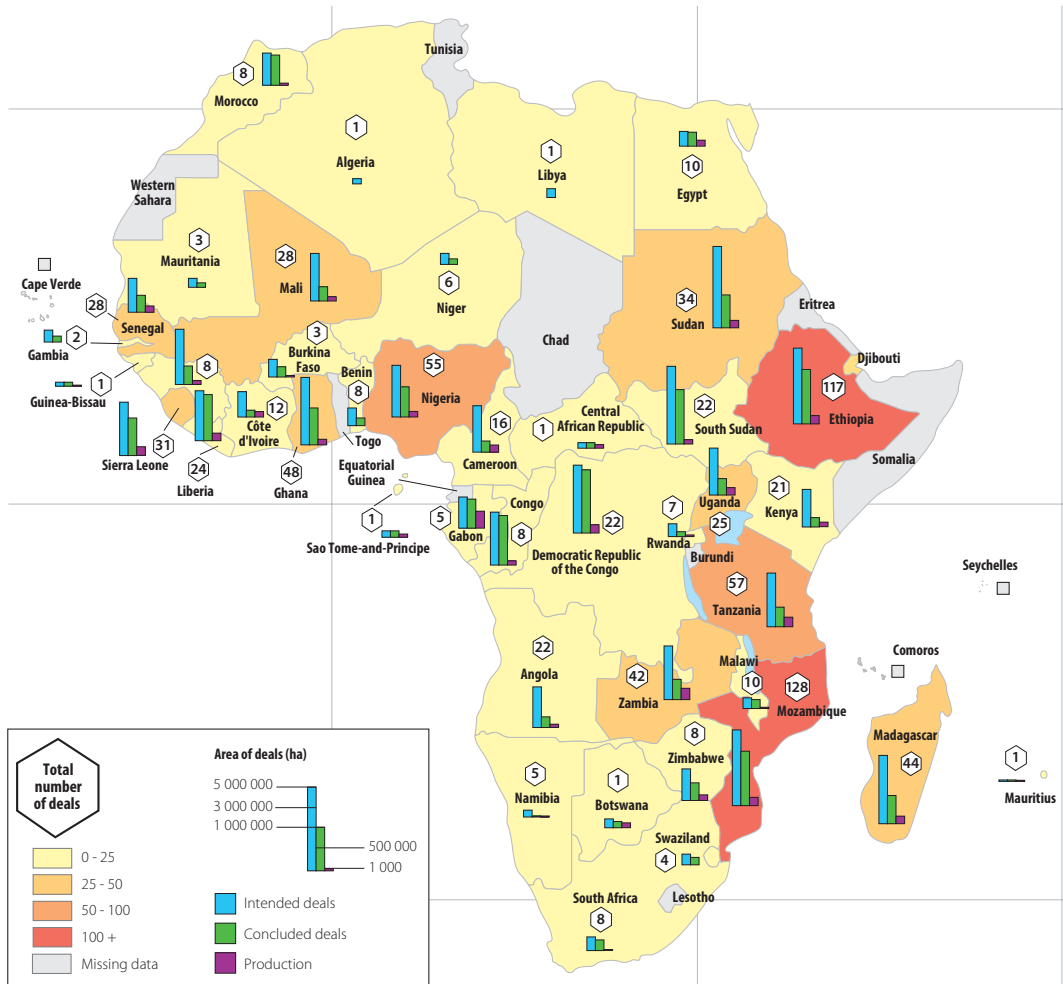 Tunisia
8
Morocco
1
Algeria
1
Libya
10
Egypt
Western
Sahara
3
Mauritania
28
Mali
6
Niger
Chad
34
Sudan
Eritrea
Cape Verde
28
Senegal
2
Gambia
1
Guinea-Bissau
8
3
Burkina
Faso
Benin
8
55
Nigeria
Djibouti
117
Ethiopia
12
Côte
d'Ivoire
Togo
16
Cameroon
1
Central
African Republic
22
South Sudan
Sierra Leone
31
24
Liberia
48
Ghana
Equatorial
Guinea
Somalia
1
Sao Tome-and-Principe
5
Gabon
Congo
8
22
Democratic Republic
of the Congo
Uganda
25
21
Kenya
7
Rwanda
Burundi
57
Tanzania
Seychelles
22
Angola
42
Zambia
Malawi
10
128
Mozambique
Comoros
Madagascar
44
1
Mauritius
5
Namibia
1
Botswana
8
Zimbabwe
Swaziland
4
South Africa
8
Lesotho
Total
number
of deals
Area of deals (ha)
5 000 000
3 000 000
1 000 000
500 000
1 000
0 - 25
25 - 50
50 - 100
100 +
Missing data
Intended deals
Concluded deals
Production